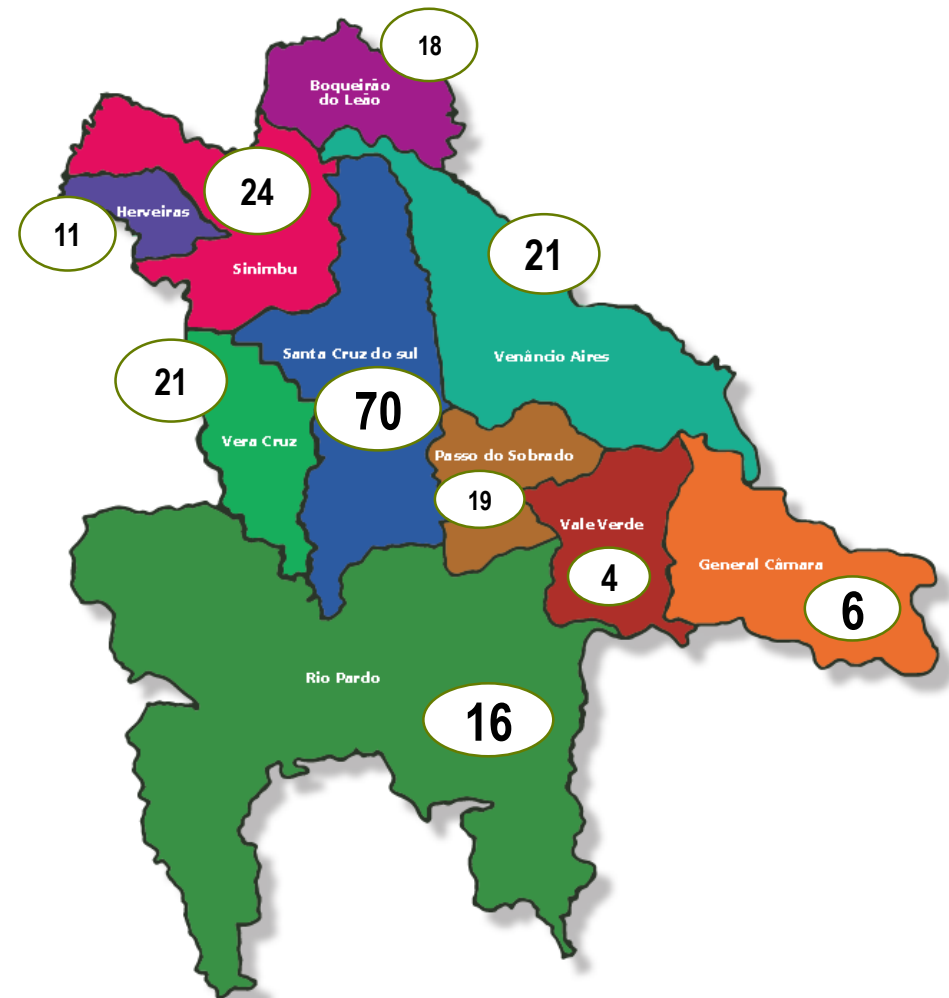 18
Boqueirão
do Leão
24
Herveiras
11
Sinimbu
21
Santa Cruz do sul
Venâncio Aires
21
70
Vera Cruz
Passo do Sobrado
19
Vale Verde
4
General Câmara
6
Rio Pardo
16